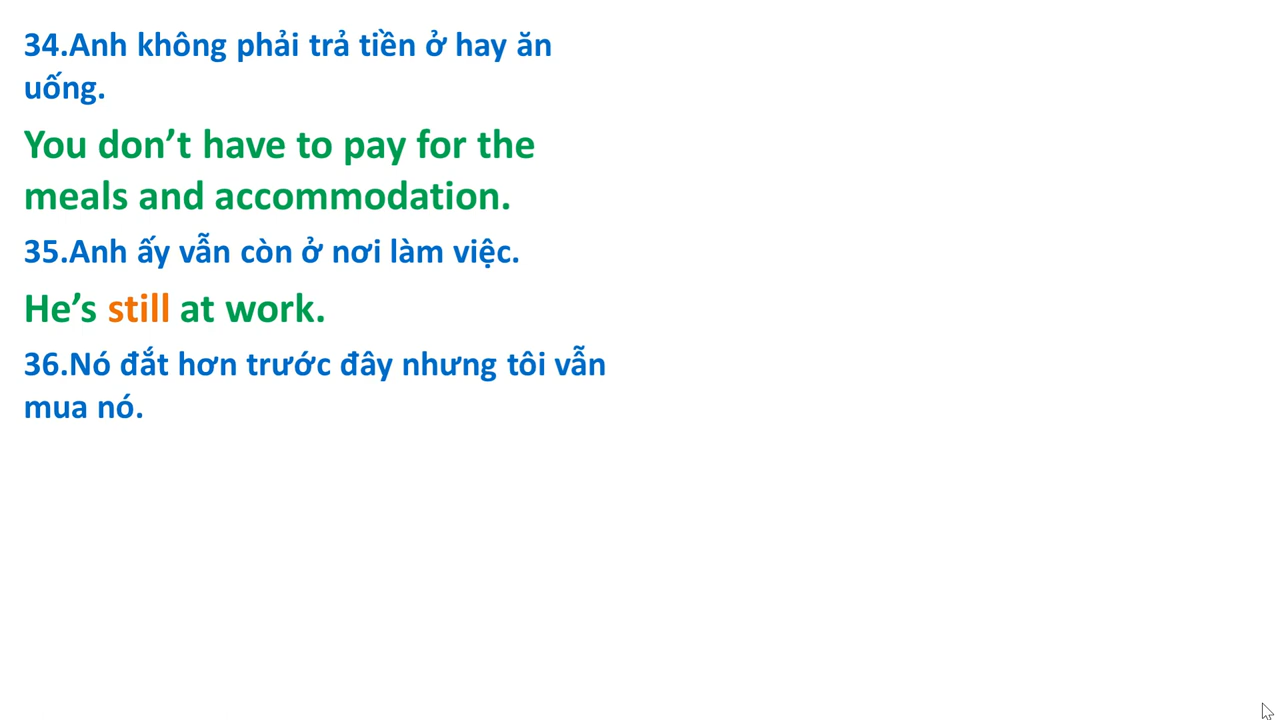 34.Anh không phải trả tiền ở hay ăn
uống.
You don’t have to pay for the
meals and accommodation.
35.Anh ấy vẫn còn ở nơi làm việc.
He’s still at work.
36.Nó đắt hơn trước đây nhưng tôi vẫn
mua nó.